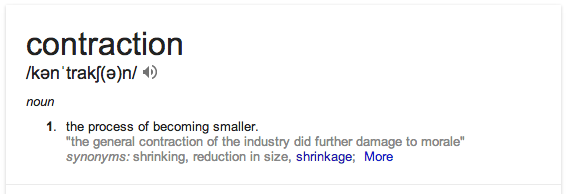 contraction
/kənˈtrakʃ(ə)n/
noun
1. the process of becoming smaller.
"the general contraction of the industry did further damage to morale"
synonyms: shrinking, reduction in size, shrinkage; More